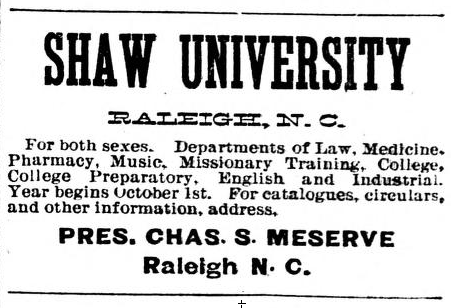 SHAW UNIVERSITY
RALEIGH, N. C.
For both sexes. Departments of Law, Medicine,
Pharmacy, Music, Missionary Training, College,
College Preparatory, English and Industrial.
Year begins October 1st. For catalogues, circulars,
and other information, address,
PRES. CHAS. S. MESERVE
Raleigh N. C.